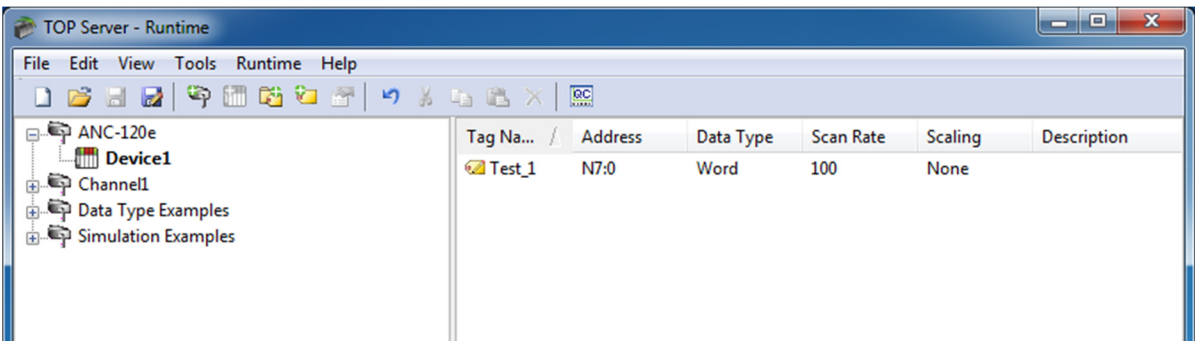 TOP Server - Runtime
File Edit View Tools Runtime Help
QC
ANC-120e
Device1
Channel1
Data Type Examples
Simulation Examples
Tag Na... Address Data Type Scan Rate Scaling Description
Test_1 N7:0 Word 100 None